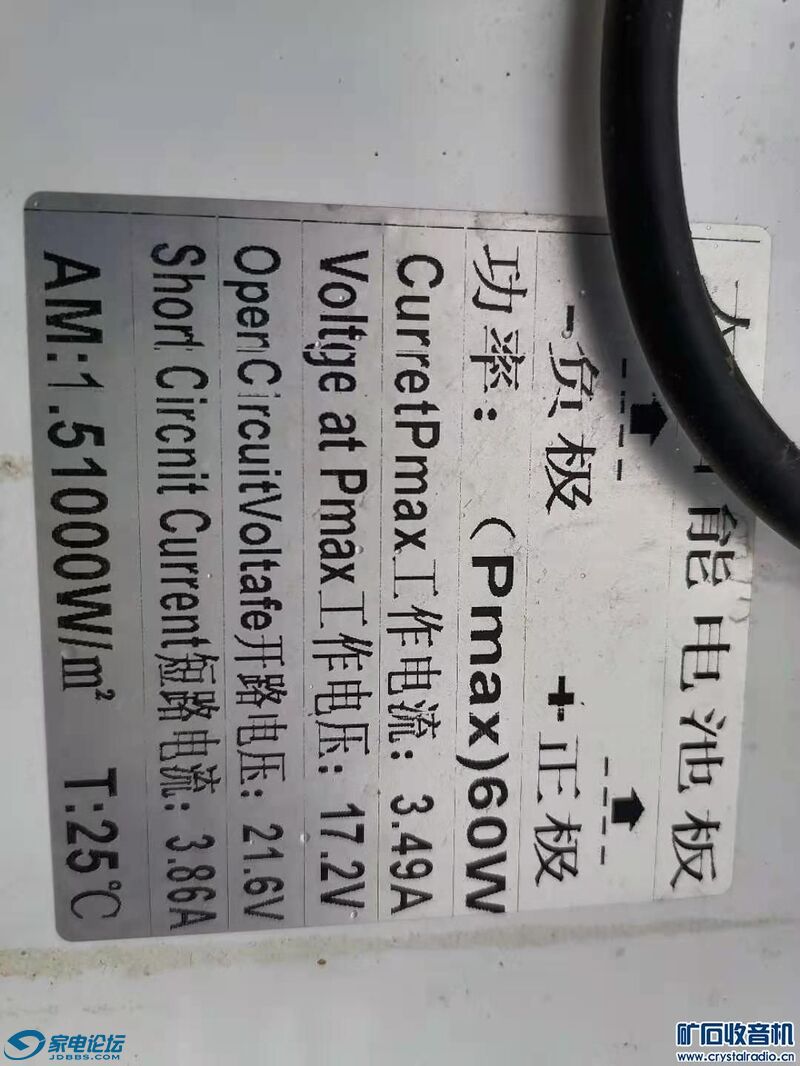 能电池板
-负极 +正极
功率：（Pmax)60W
CurretPmax工作电流：3.49A
Voltge at Pmax工作电压：17.2V
OpenCircuitVoltafe开路电压：21.6V
Short Circnit Current短路电流：3.86A
AM:1.51000W/m² T:25℃
家电论坛
JDBBS.COM
矿石收音机
www.crystalradio.cn